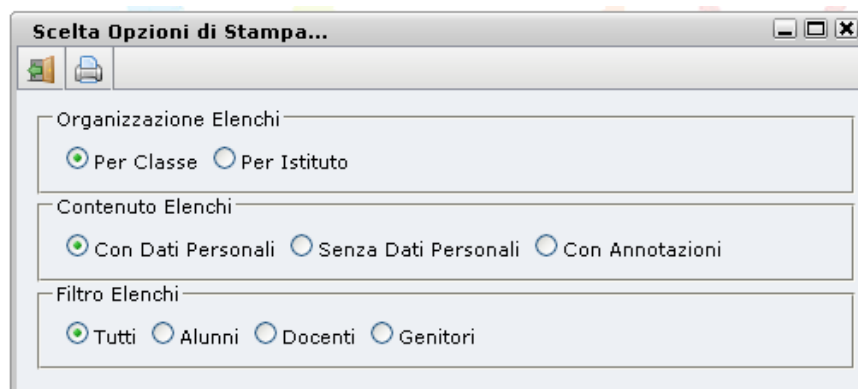 Scelta Opzioni di Stampa...
Organizzazione Elenchi
Per Classe Per Istituto
Contenuto Elenchi
Con Dati Personali Senza Dati Personali Con Annotazioni
Filtro Elenchi
Tutti Alunni Docenti Genitori